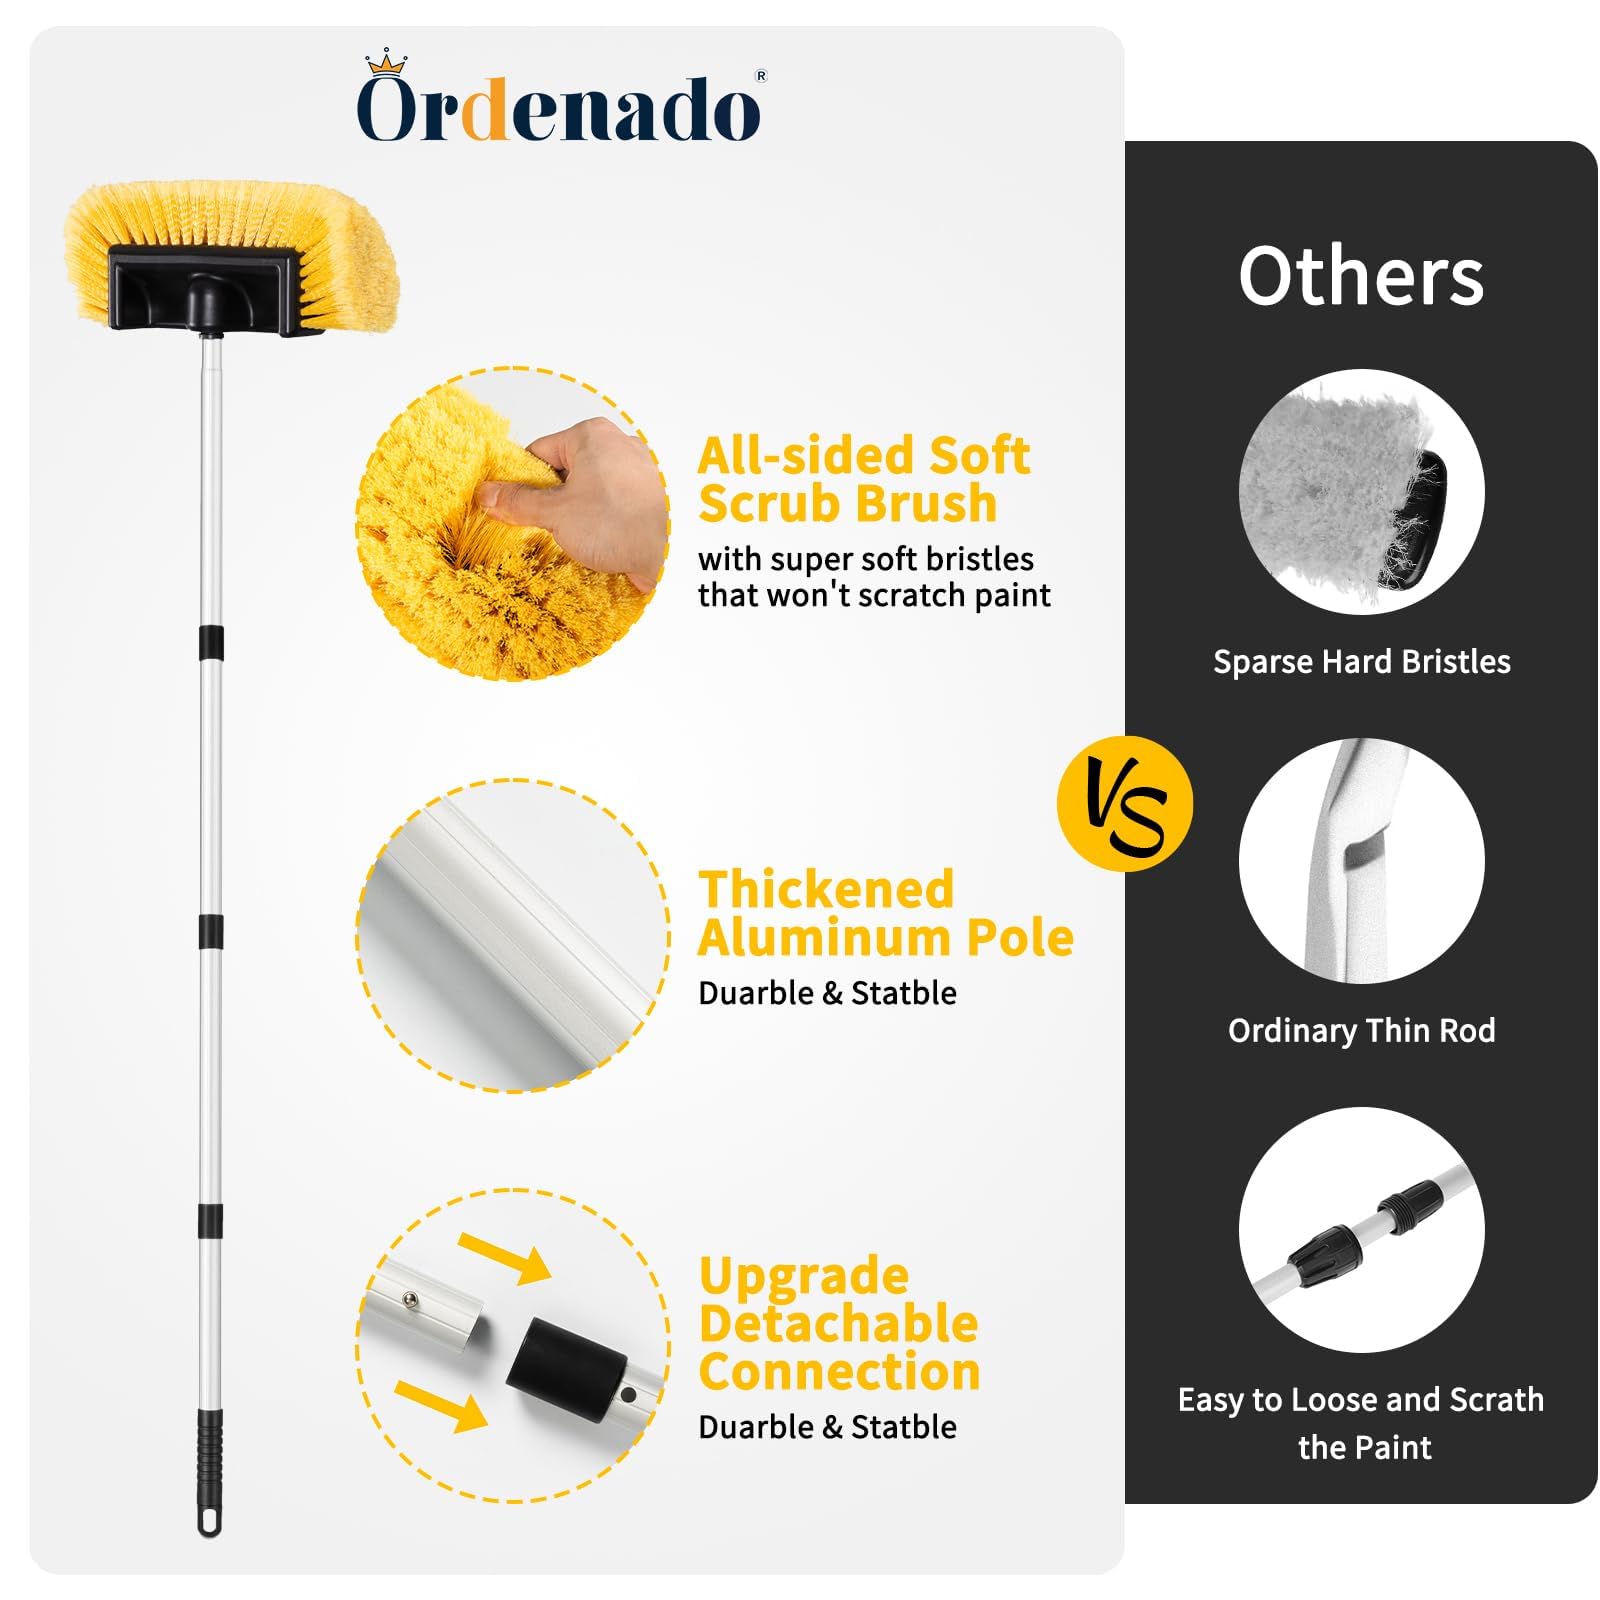 Ordenado®
All-sided Soft
Scrub Brush
with super soft bristles
that won't scratch paint
Thickened
Aluminum Pole
Duarble & Statble
Upgrade
Detachable
Connection
Duarble & Statble
VS
Others
Sparse Hard Bristles
Ordinary Thin Rod
Easy to Loose and Scrath
the Paint